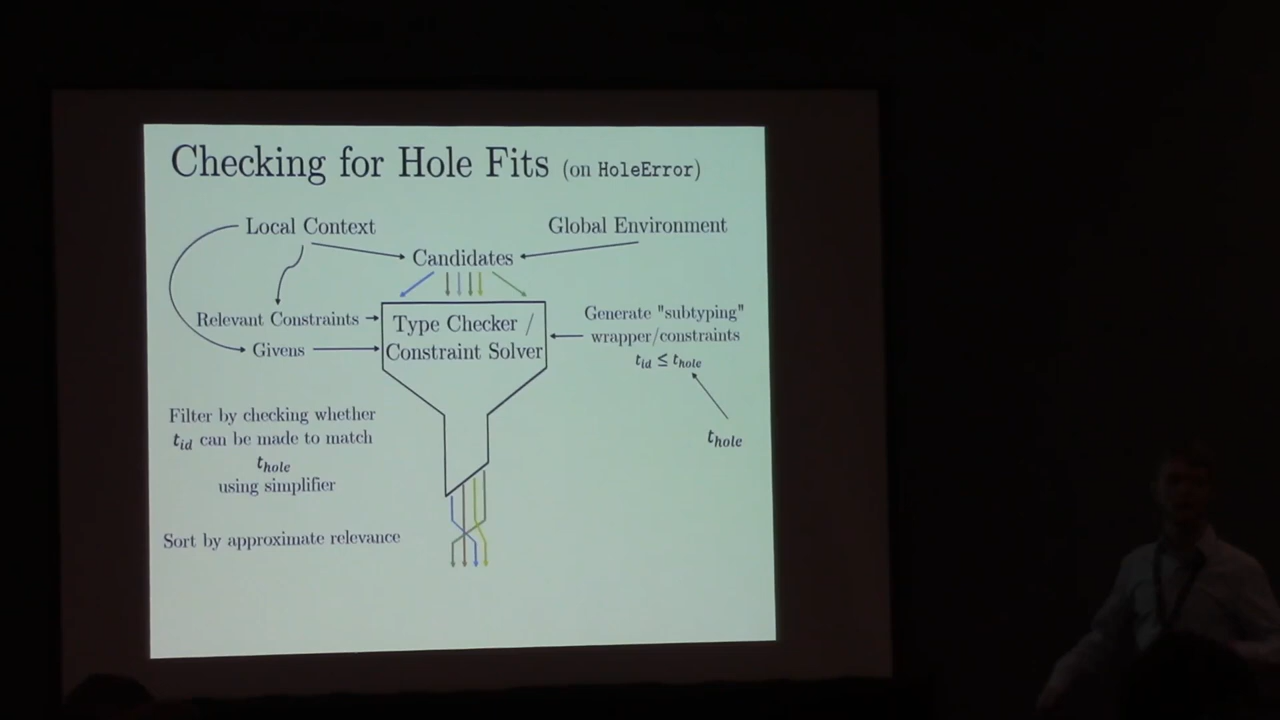 Checking for Hole Fits (on HoleError)
Local Context
Global Environment
Candidates
Relevant Constraints
Givens
Type Checker /
Constraint Solver
Generate "subtyping"
wrapper/constraints
t_id ≤ t_hole
t_hole
Filter by checking whether
t_id can be made to match
t_hole
using simplifier
Sort by approximate relevance